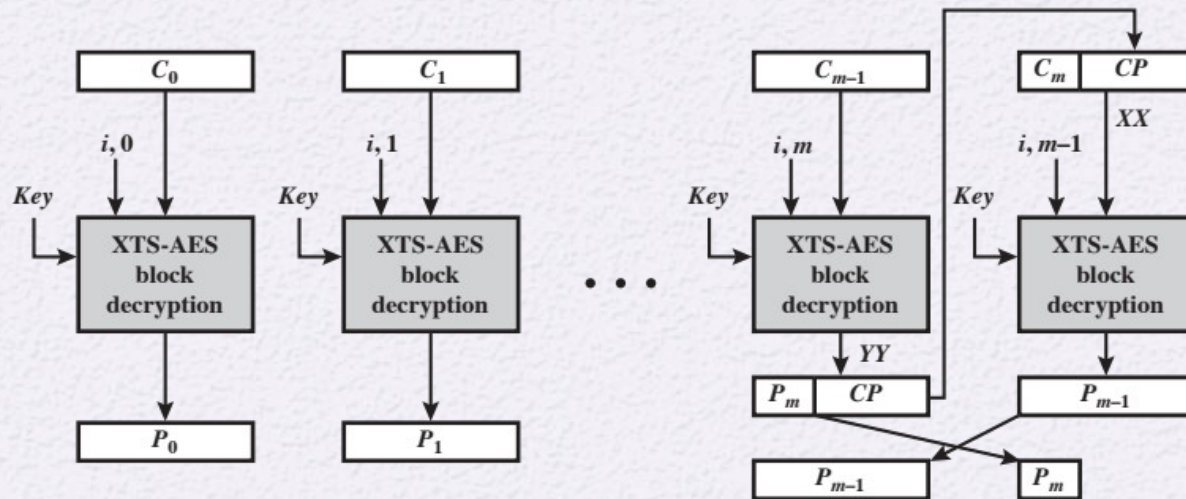 C0
C1
Cm–1
Cm CP
XX
i, 0
i, 1
i, m
i, m–1
Key
Key
Key
Key
XTS-AES
block
decryption
XTS-AES
block
decryption
• • •
XTS-AES
block
decryption
XTS-AES
block
decryption
YY
Pm CP
Pm–1
P0
P1
Pm–1
Pm